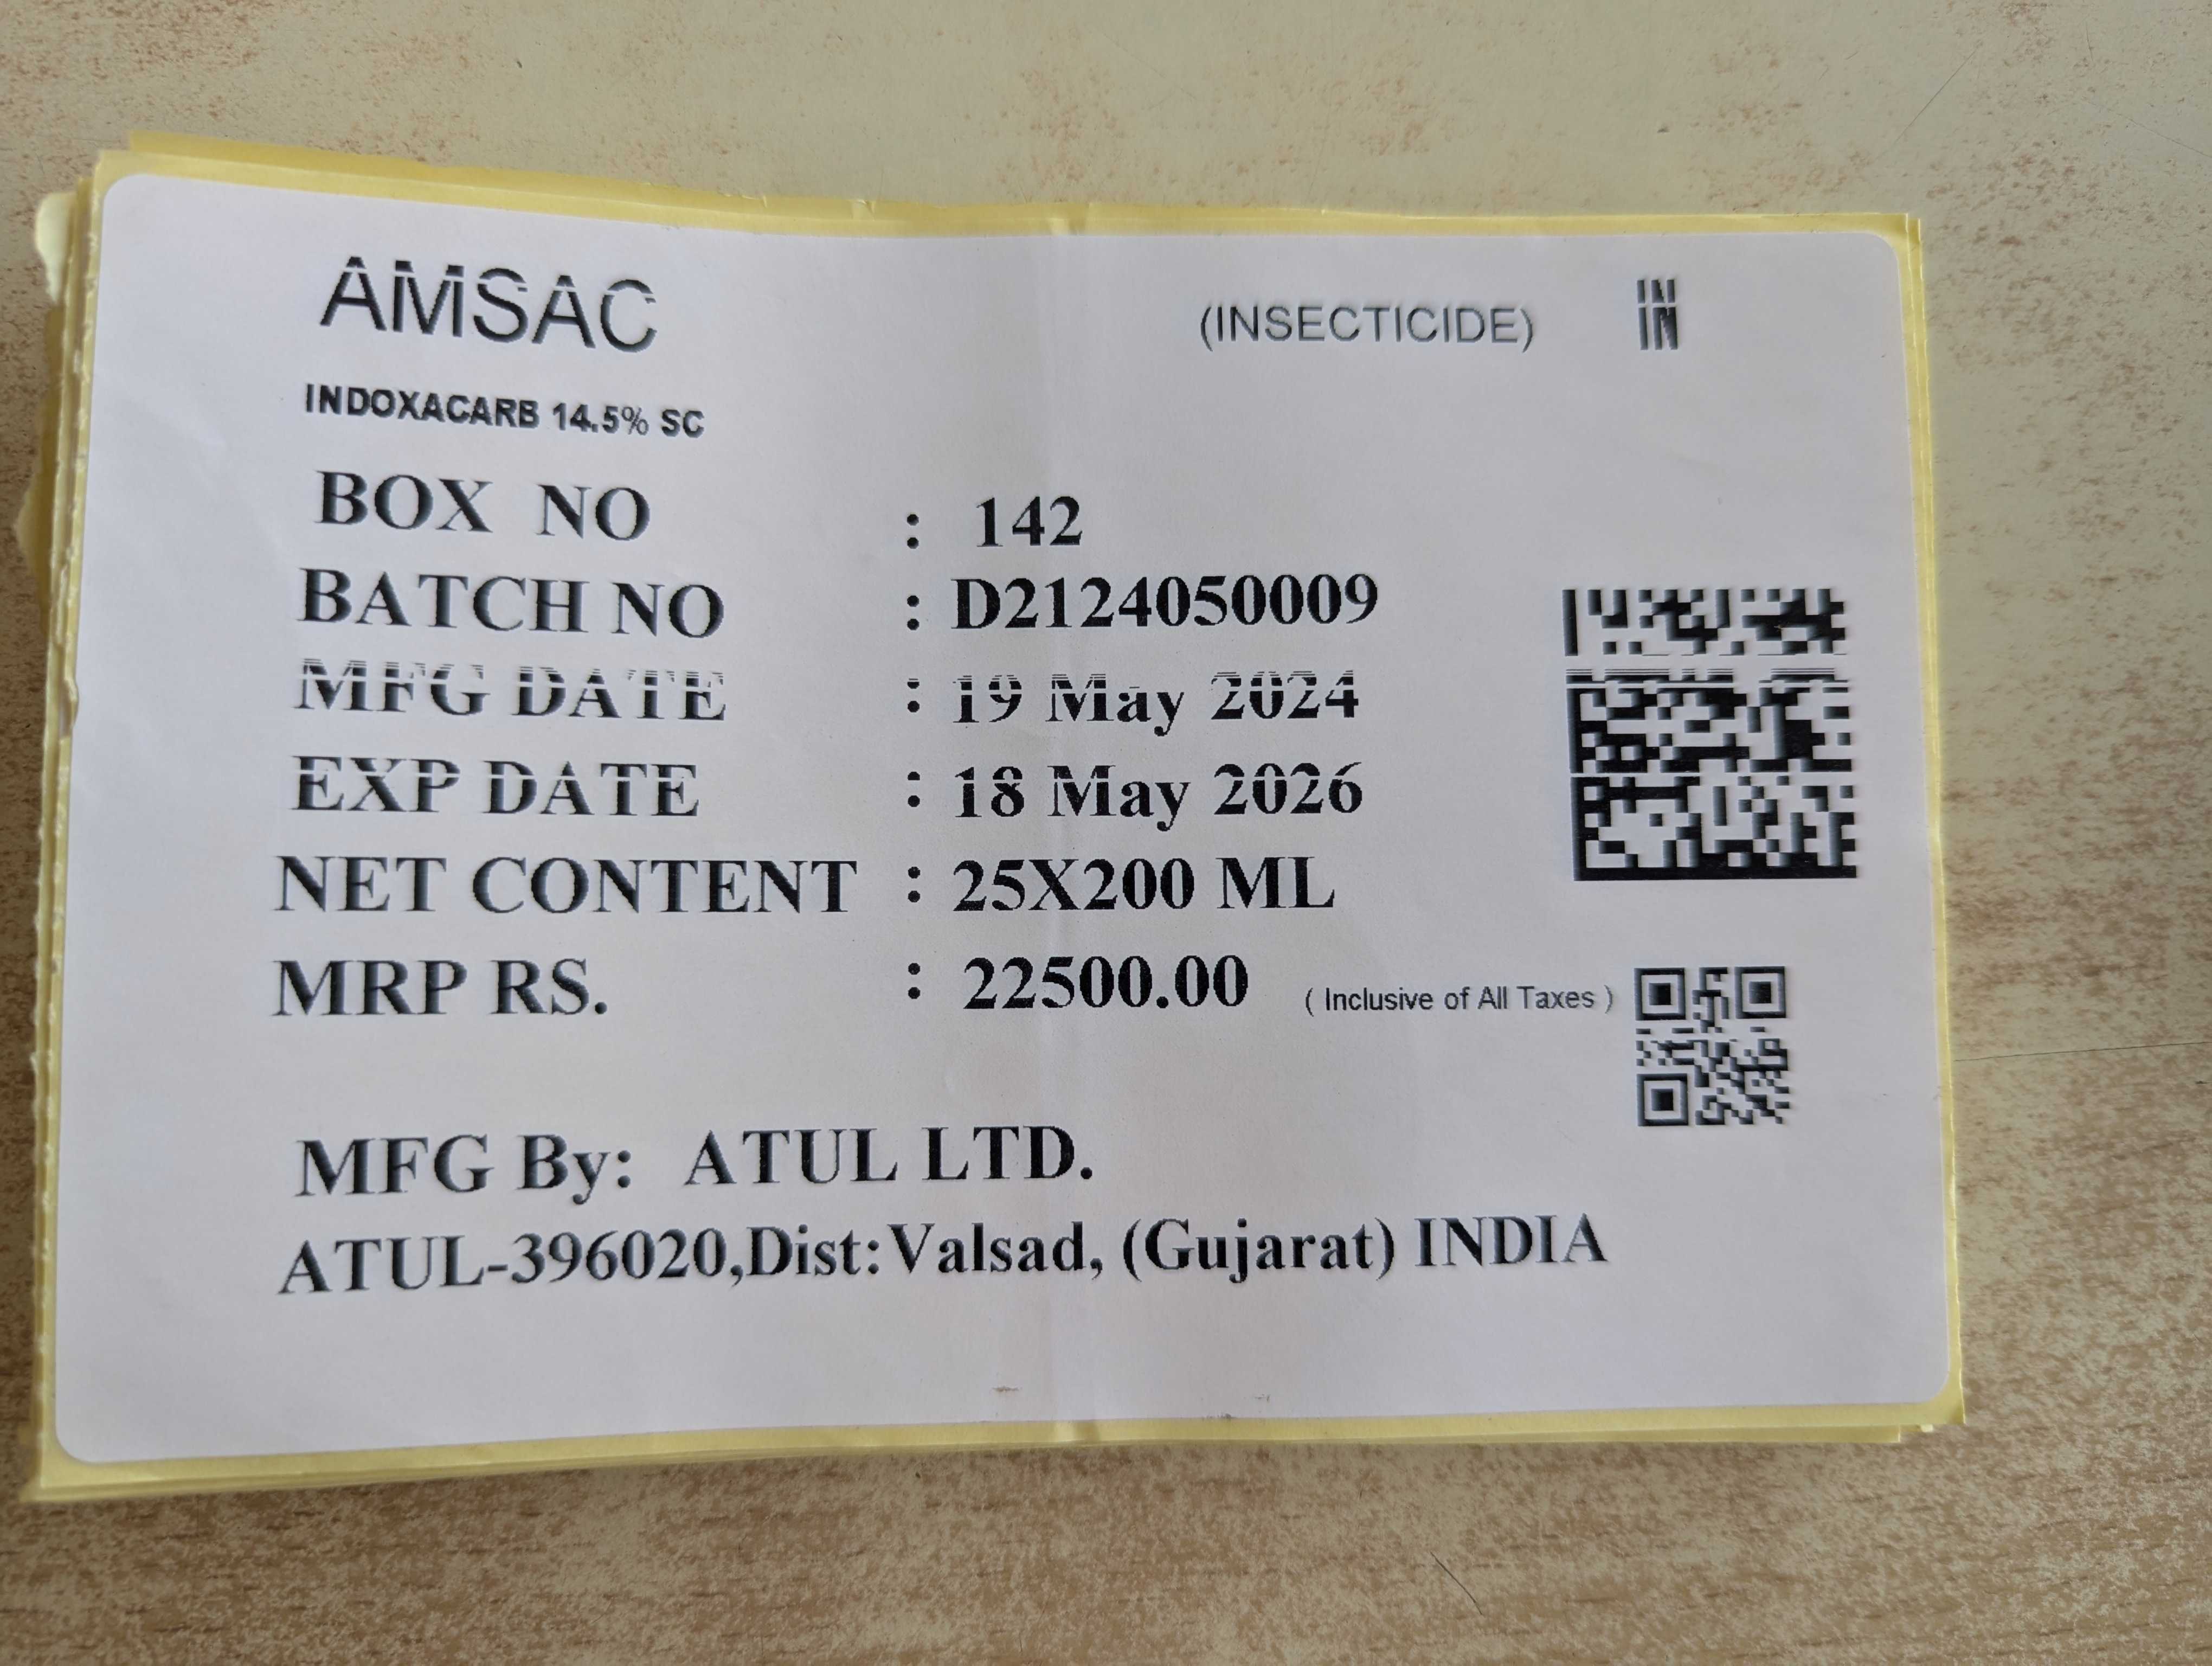 AMSAC (INSECTICIDE) IN
IN
INDOXACARB 14.5% SC
BOX NO : 142
BATCH NO : D2124050009
MFG DATE : 19 May 2024
EXP DATE : 18 May 2026
NET CONTENT : 25X200 ML
MRP RS. : 22500.00 ( Inclusive of All Taxes )
MFG By: ATUL LTD.
ATUL-396020,Dist:Valsad, (Gujarat) INDIA